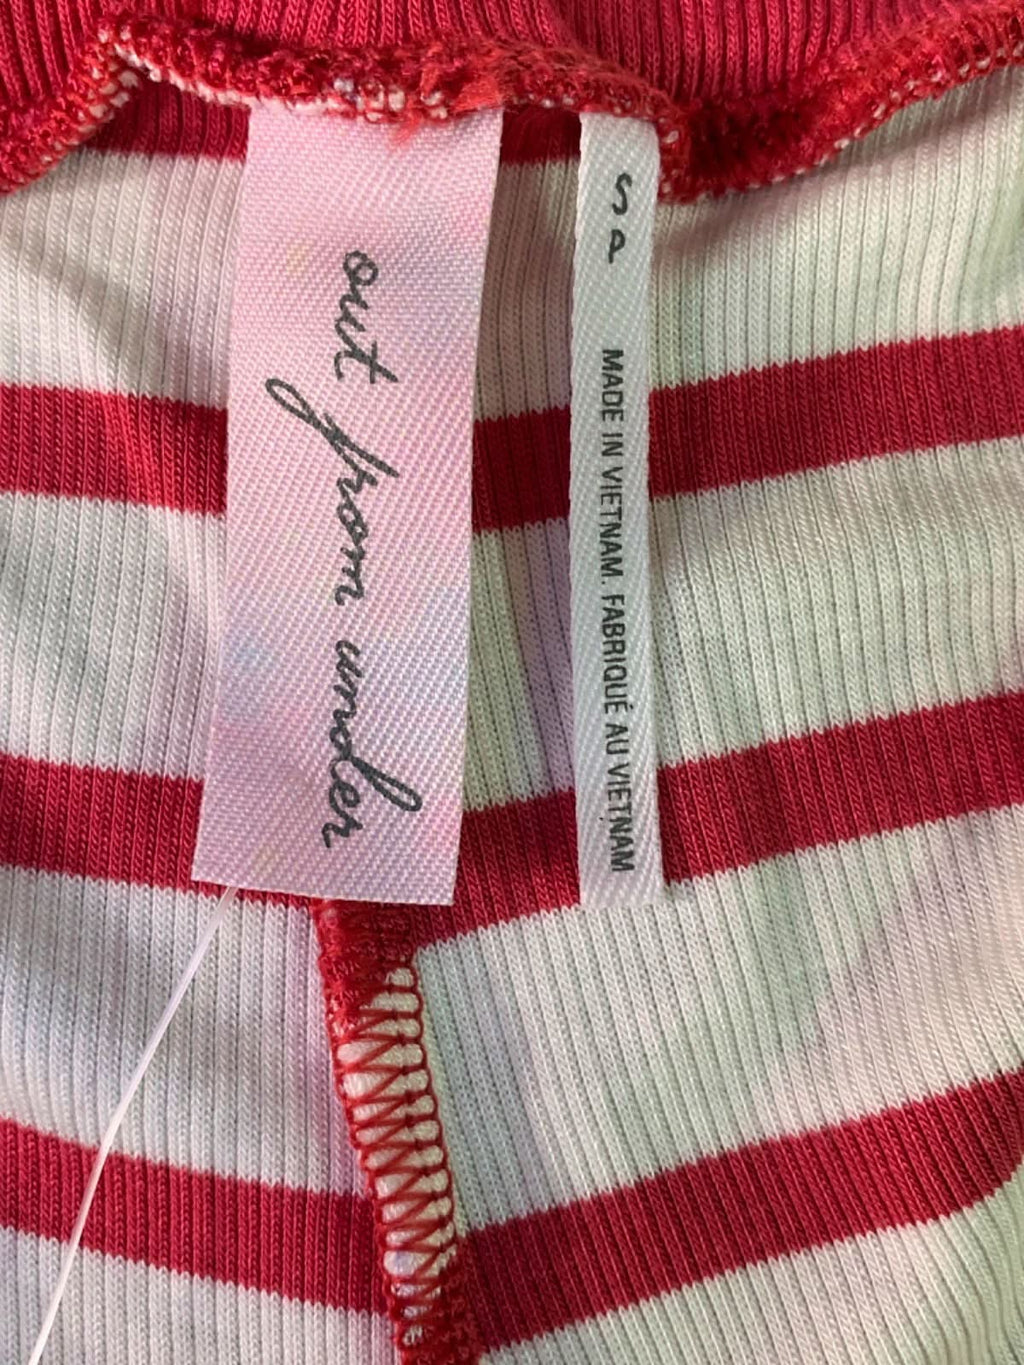 out from under
S P
MADE IN VIETNAM. FABRIQUÉ AU VIETNAM